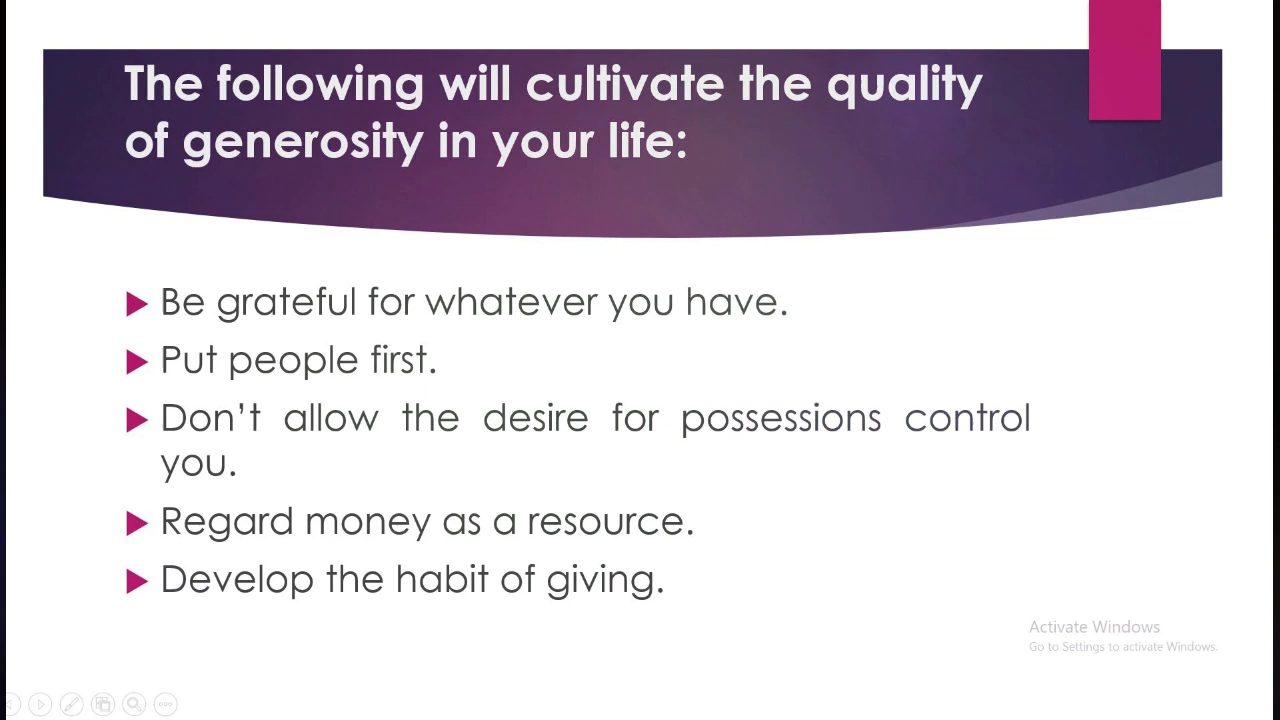 The following will cultivate the quality
of generosity in your life:
Be grateful for whatever you have.
Put people first.
Don’t allow the desire for possessions control
you.
Regard money as a resource.
Develop the habit of giving.
Activate Windows
Go to Settings to activate Windows.